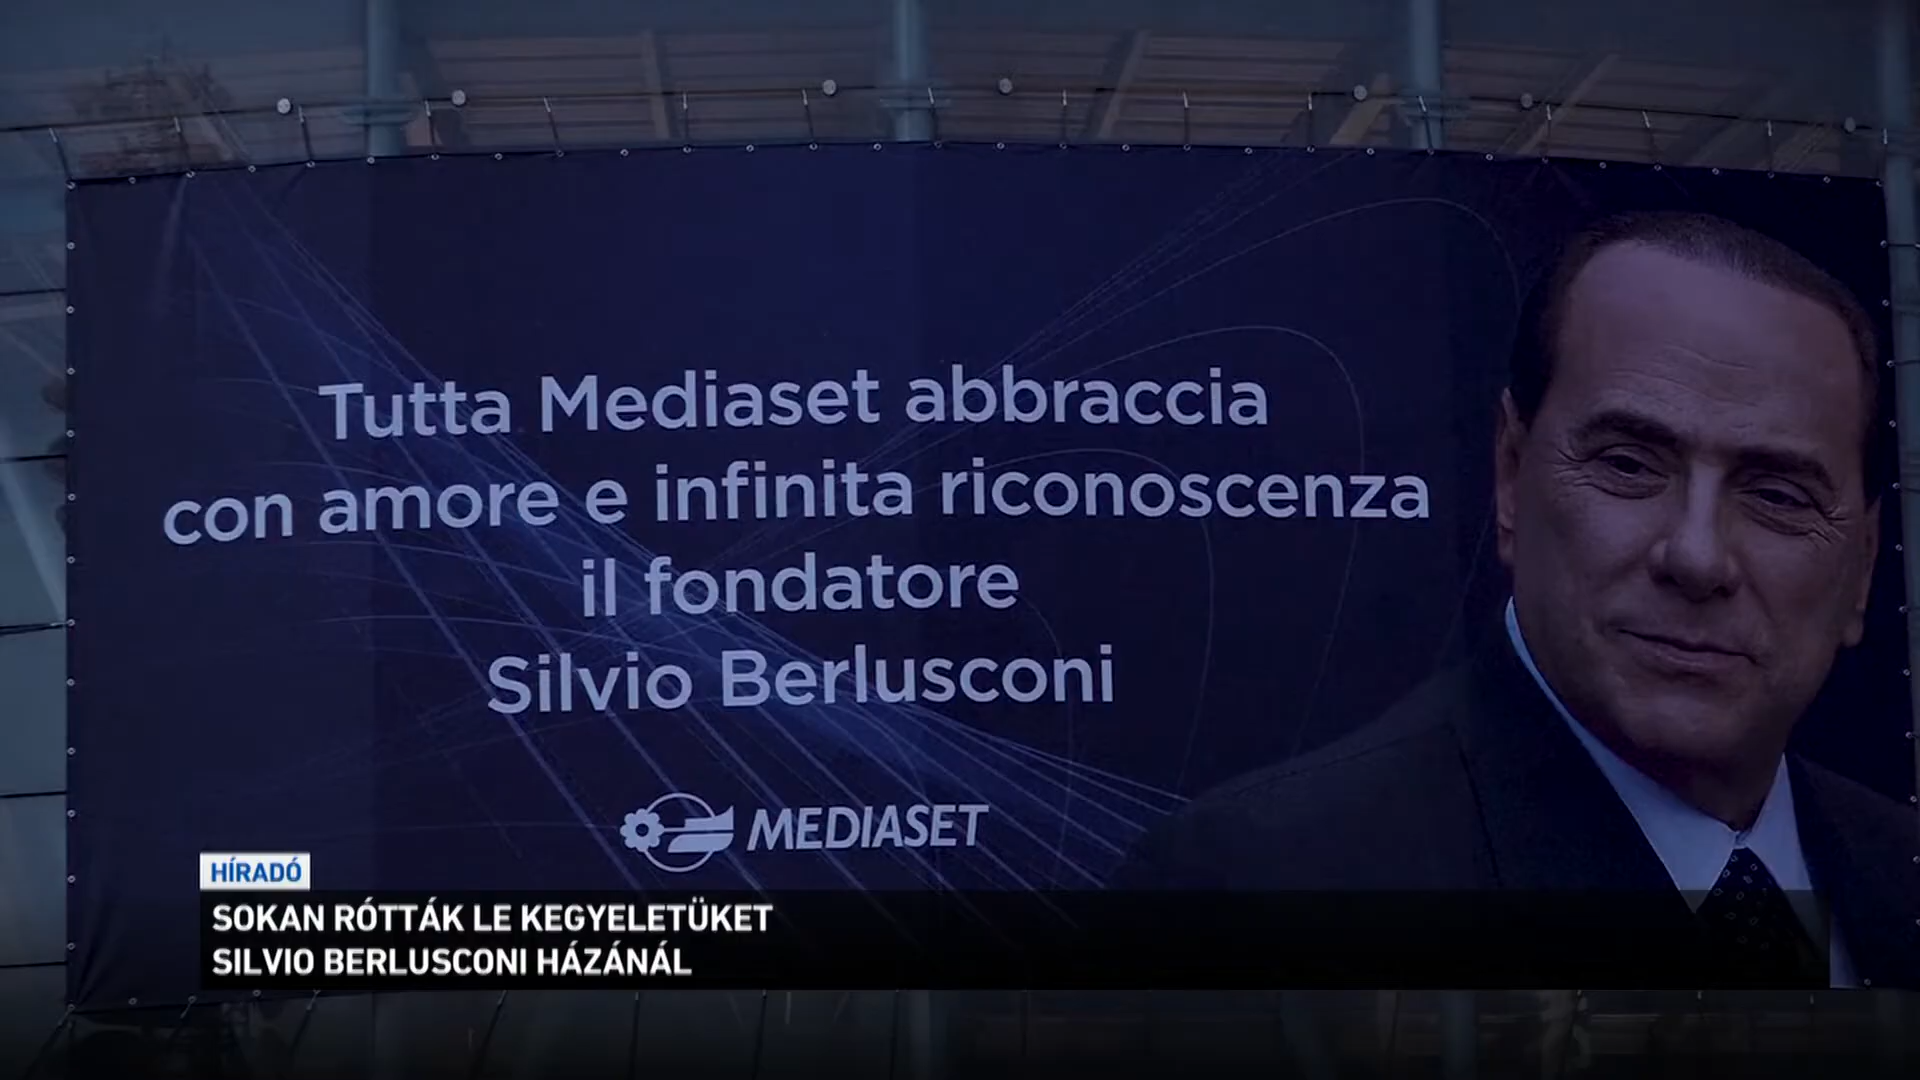 Tutta Mediaset abbraccia
con amore e infinita riconoscenza
il fondatore
Silvio Berlusconi
MEDIASET
HÍRADÓ
SOKAN RÓTTÁK LE KEGYELETÜKET
SILVIO BERLUSCONI HÁZÁNÁL